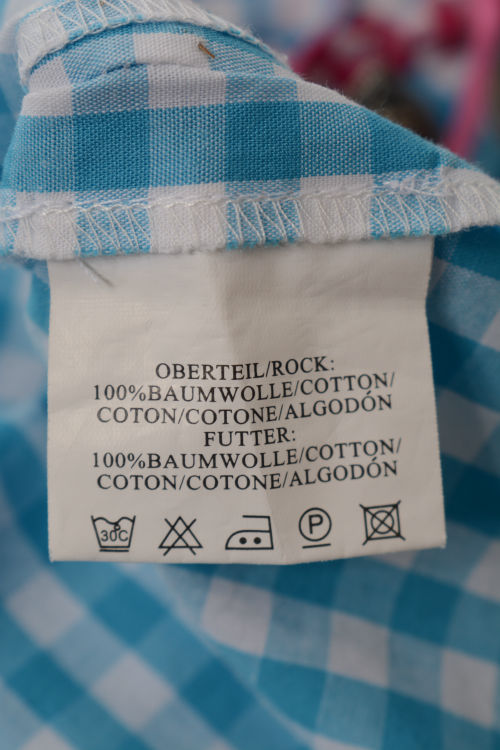 OBERTEIL/ROCK:
100%BAUMWOLLE/COTTON/
COTON/COTONE/ALGODÓN
FUTTER:
100%BAUMWOLLE/COTTON/
COTON/COTONE/ALGODÓN
30C P